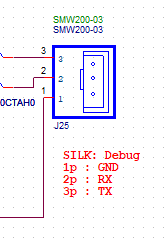 SMW200-03
SMW200-03
3
3
2
2
1
1
0CTAH0
J25
SILK: Debug
1p : GND
2p : RX
3p : TX